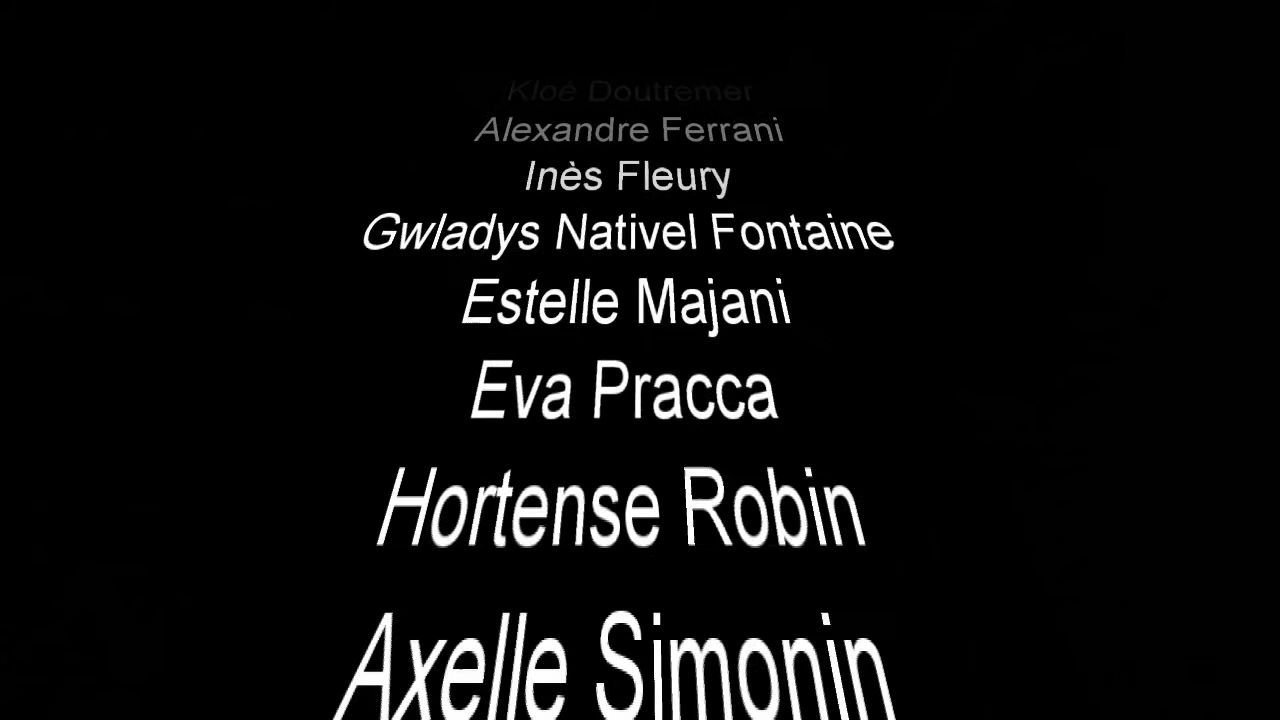 Kloé Doutremer
Alexandre Ferrani
Inès Fleury
Gwladys Nativel Fontaine
Estelle Majani
Eva Pracca
Hortense Robin
Axelle Simonin